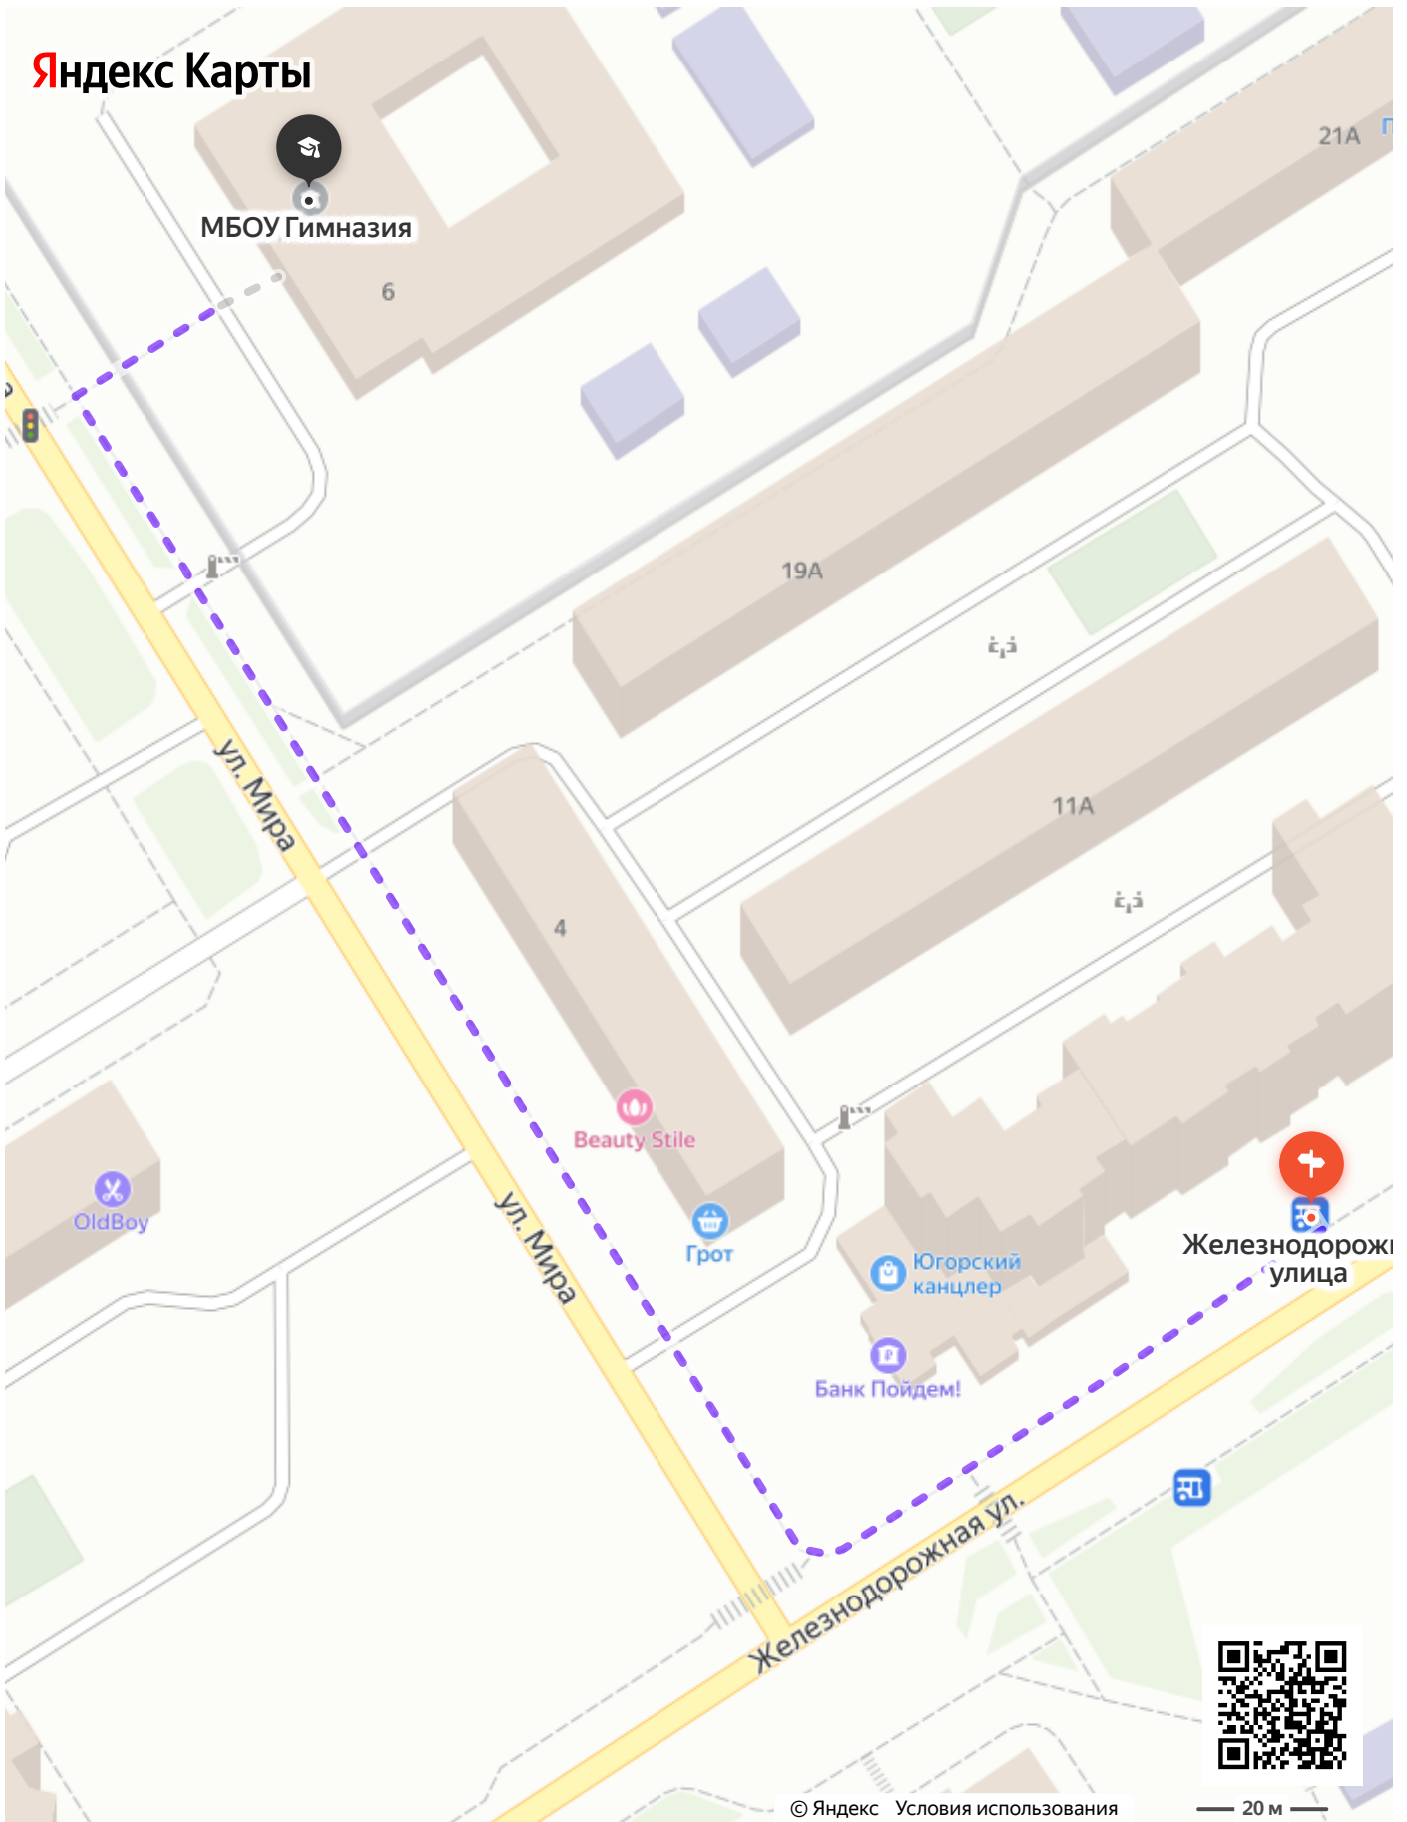 Яндекс Карты
21А
МБОУ Гимназия
6
19А
ул. Мира
11А
4
Beauty Stile
OldBoy
ул. Мира
Грот
Югорский
канцлер
Железнодорожн
улица
Банк Пойдем!
Железнодорожная ул.
© Яндекс Условия использования
20 м